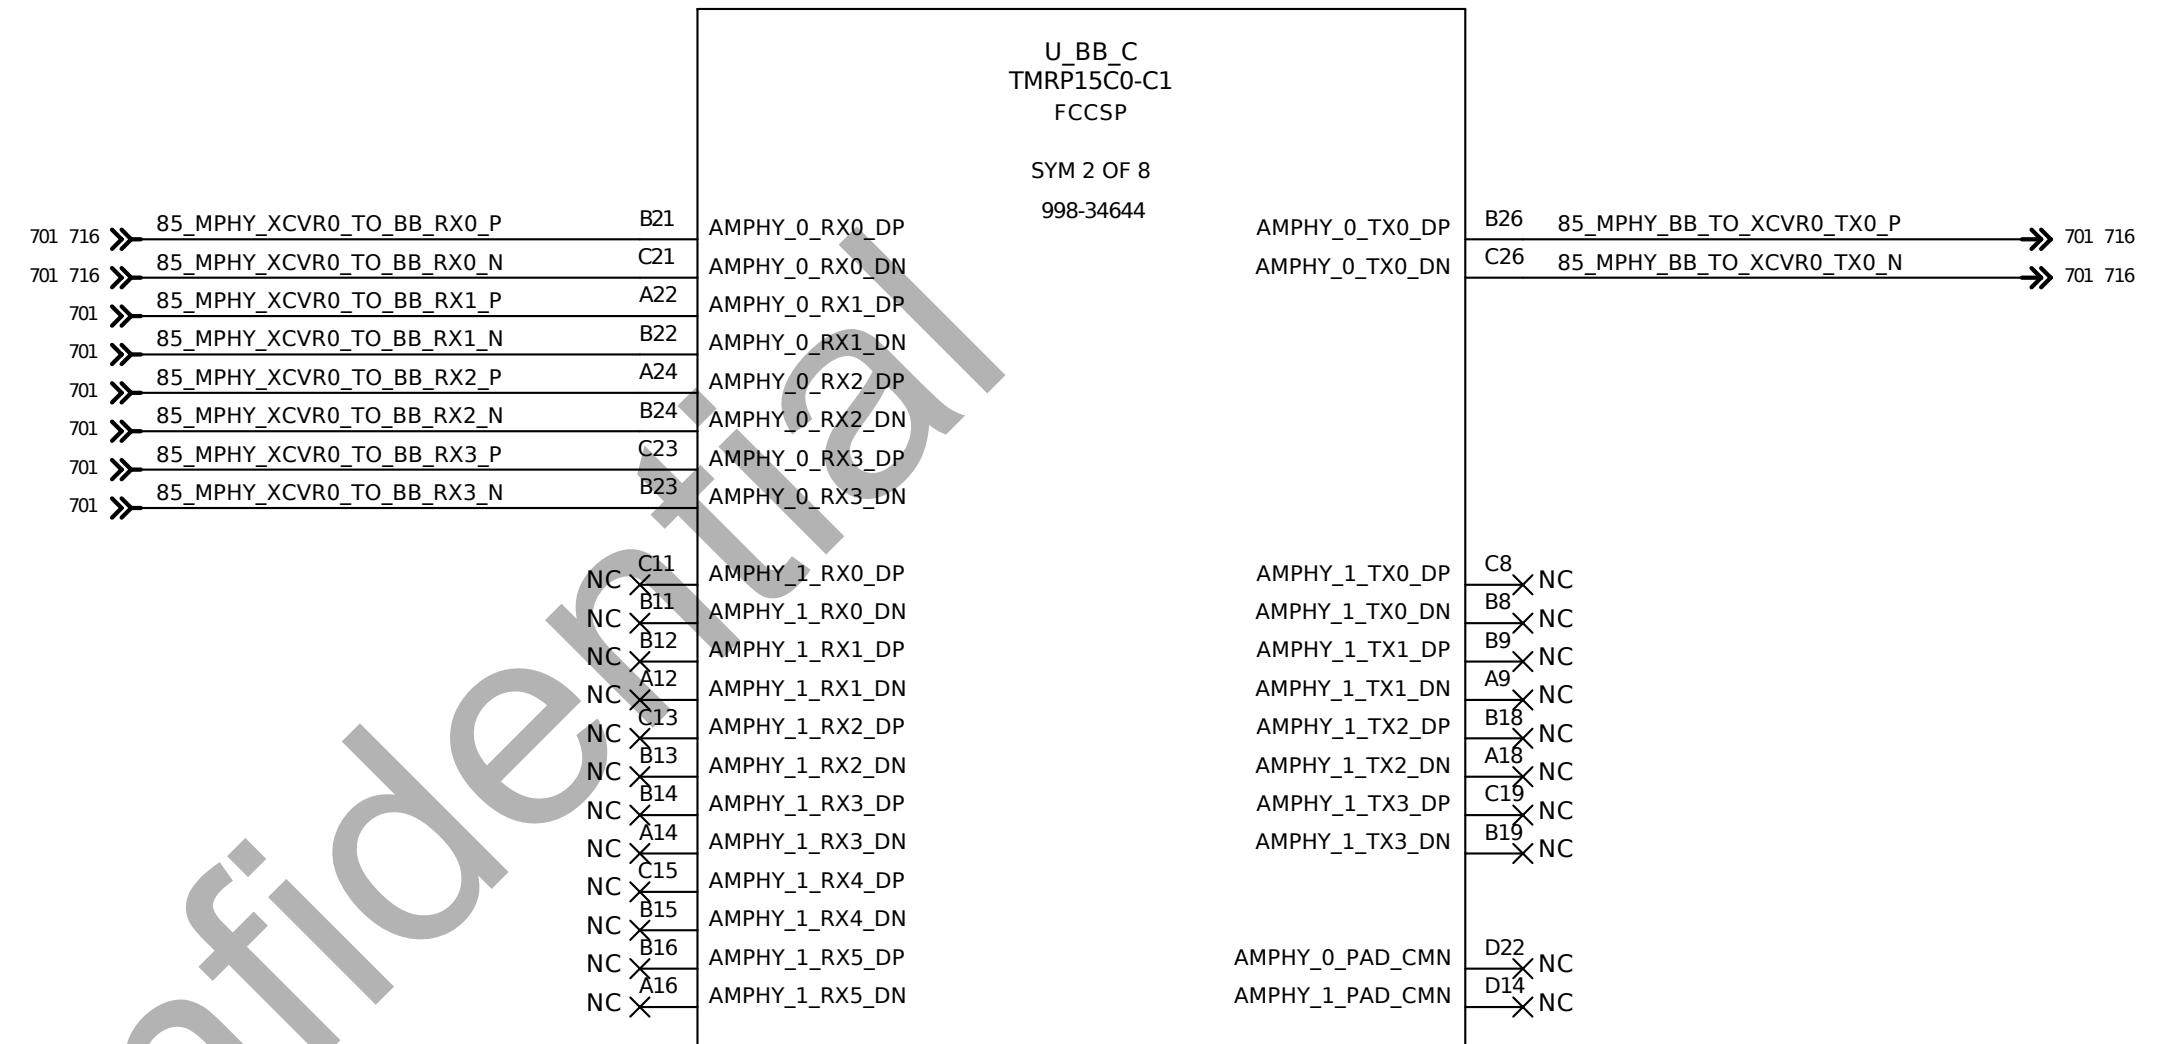 U_BB_C
TMRP15C0-C1
FCCSP
SYM 2 OF 8
998-34644
701 716 85_MPHY_XCVR0_TO_BB_RX0_P B21 AMPHY_0_RX0_DP AMPHY_0_TX0_DP B26 85_MPHY_BB_TO_XCVR0_TX0_P 701 716
701 716 85_MPHY_XCVR0_TO_BB_RX0_N C21 AMPHY_0_RX0_DN AMPHY_0_TX0_DN C26 85_MPHY_BB_TO_XCVR0_TX0_N 701 716
701 85_MPHY_XCVR0_TO_BB_RX1_P A22 AMPHY_0_RX1_DP
701 85_MPHY_XCVR0_TO_BB_RX1_N B22 AMPHY_0_RX1_DN
701 85_MPHY_XCVR0_TO_BB_RX2_P A24 AMPHY_0_RX2_DP
701 85_MPHY_XCVR0_TO_BB_RX2_N B24 AMPHY_0_RX2_DN
701 85_MPHY_XCVR0_TO_BB_RX3_P C23 AMPHY_0_RX3_DP
701 85_MPHY_XCVR0_TO_BB_RX3_N B23 AMPHY_0_RX3_DN
NC C11 AMPHY_1_RX0_DP AMPHY_1_TX0_DP C8 NC
NC B11 AMPHY_1_RX0_DN AMPHY_1_TX0_DN B8 NC
NC B12 AMPHY_1_RX1_DP AMPHY_1_TX1_DP B9 NC
NC A12 AMPHY_1_RX1_DN AMPHY_1_TX1_DN A9 NC
NC C13 AMPHY_1_RX2_DP AMPHY_1_TX2_DP B18 NC
NC B13 AMPHY_1_RX2_DN AMPHY_1_TX2_DN A18 NC
NC B14 AMPHY_1_RX3_DP AMPHY_1_TX3_DP C19 NC
NC A14 AMPHY_1_RX3_DN AMPHY_1_TX3_DN B19 NC
NC C15 AMPHY_1_RX4_DP
NC B15 AMPHY_1_RX4_DN
NC B16 AMPHY_1_RX5_DP AMPHY_0_PAD_CMN D22 NC
NC A16 AMPHY_1_RX5_DN AMPHY_1_PAD_CMN D14 NC
nfidential